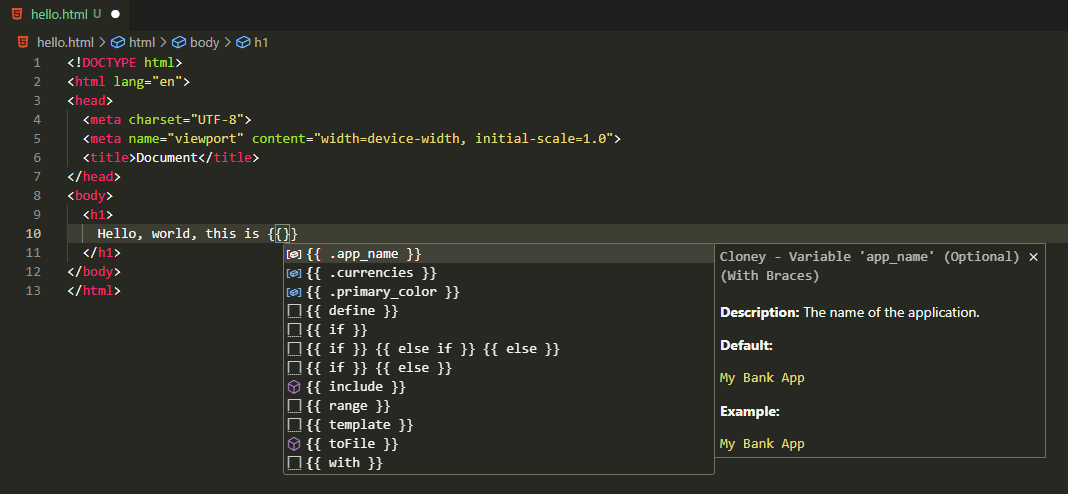 hello.html U
hello.html > html > body > h1
1 <!DOCTYPE html>
2 <html lang="en">
3 <head>
4 <meta charset="UTF-8">
5 <meta name="viewport" content="width=device-width, initial-scale=1.0">
6 <title>Document</title>
7 </head>
8 <body>
9 <h1>
10 Hello, world, this is {{}}
11 </h1>
12 </body>
13 </html>
{{ .app_name }}
{{ .currencies }}
{{ .primary_color }}
{{ define }}
{{ if }}
{{ if }} {{ else if }} {{ else }}
{{ if }} {{ else }}
{{ include }}
{{ range }}
{{ template }}
{{ toFile }}
{{ with }}
Cloney - Variable 'app_name' (Optional)
(With Braces)
Description: The name of the application.
Default:
My Bank App
Example:
My Bank App